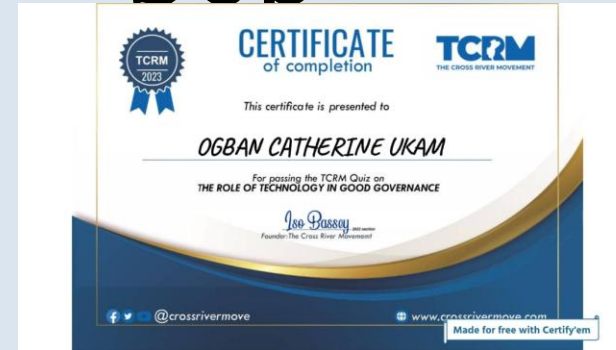 TCRM
2023
CERTIFICATE
of completion
TCRM
THE CROSS RIVER MOVEMENT
This certificate is presented to
OGBAN CATHERINE UKAM
For passing the TCRM Quiz on
THE ROLE OF TECHNOLOGY IN GOOD GOVERNANCE
Iso Bassey
Founder:The Cross River Movement
@crossrivermove
www.crossrivermove.com
Made for free with Certify'em